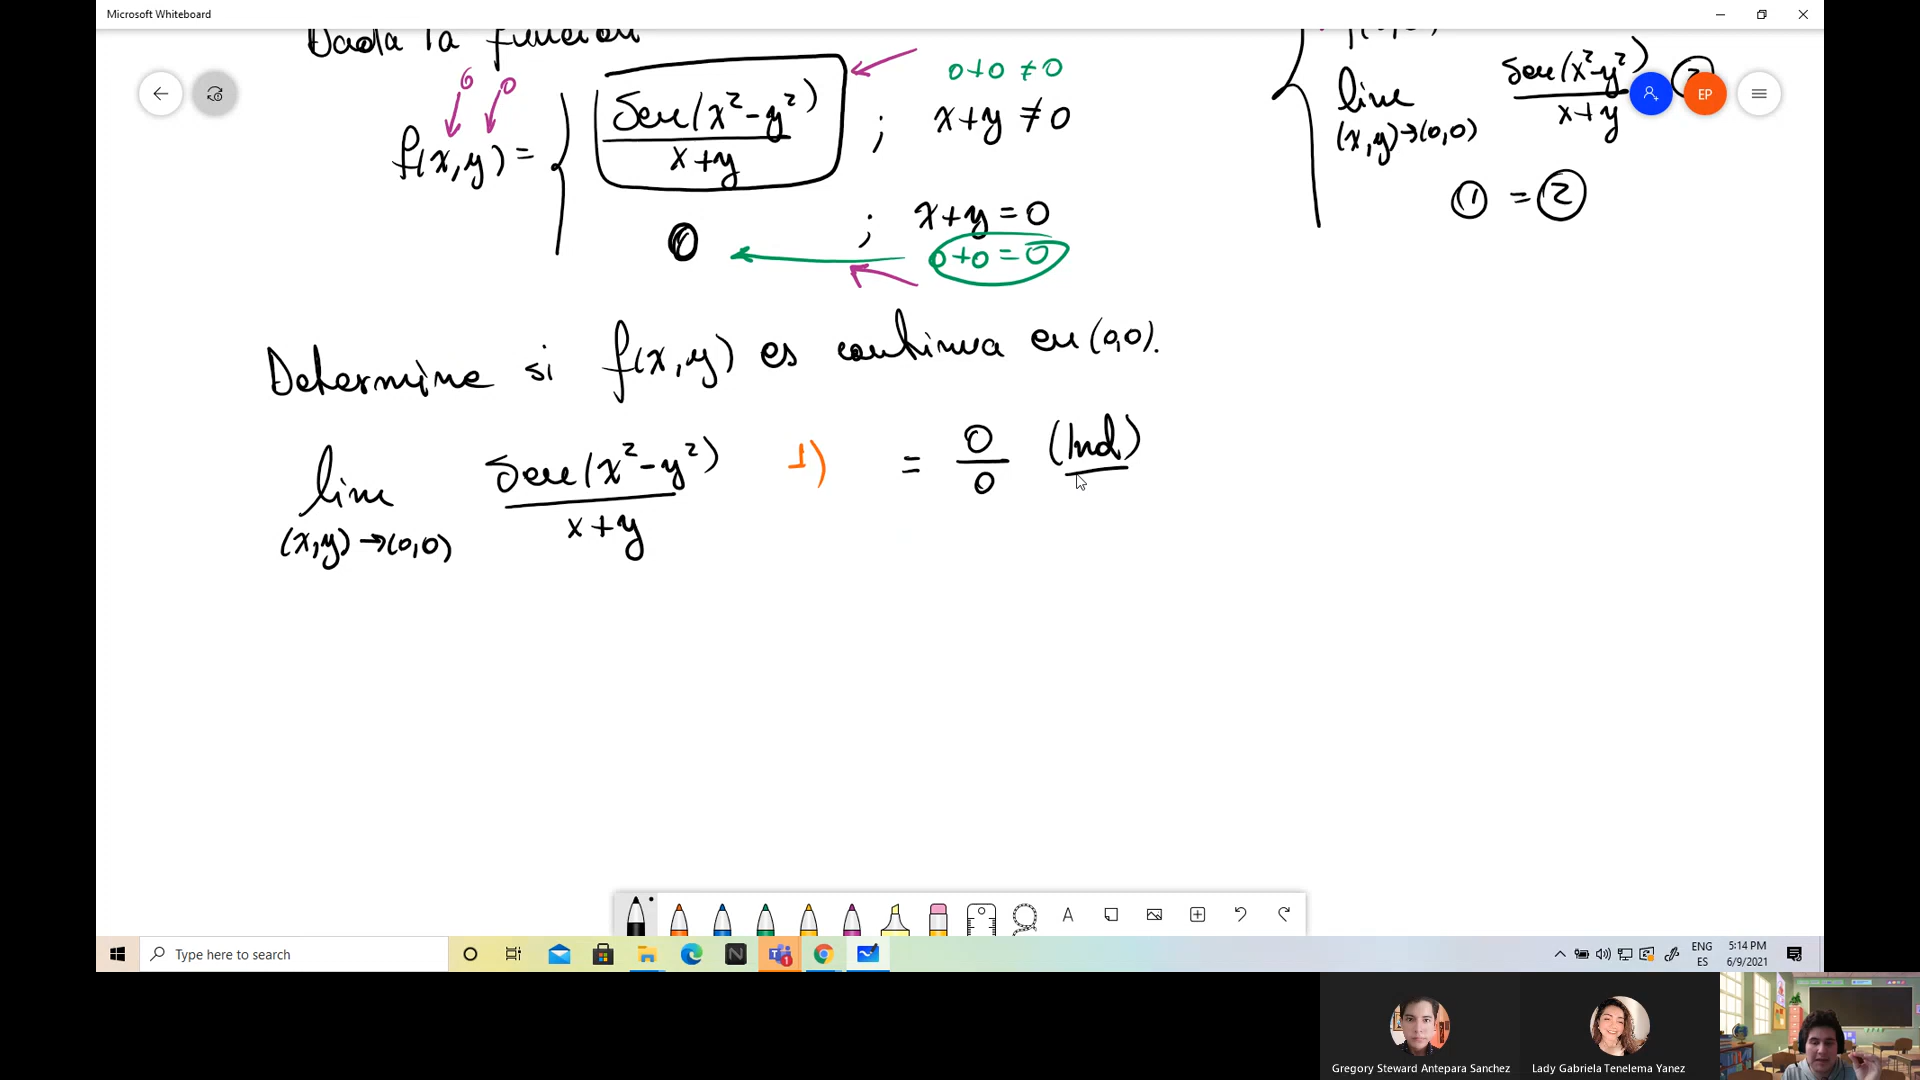 Microsoft Whiteboard
Dada la función
0 0
f(x,y) = { Sen(x²-y²) / x+y ; x+y ≠ 0
0+0 ≠ 0
0 ; x+y = 0
0+0 = 0
lim (x,y)→(0,0) Sen(x²-y²) / x+y
① = ②
EP
Determine si f(x,y) es continua en (0,0).
lim (x,y)→(0,0) Sen(x²-y²) / x+y 1) = 0/0 (Ind)
A
Type here to search
N
1
ENG
ES
5:14 PM
6/9/2021
Gregory Steward Antepara Sanchez
Lady Gabriela Tenelema Yanez